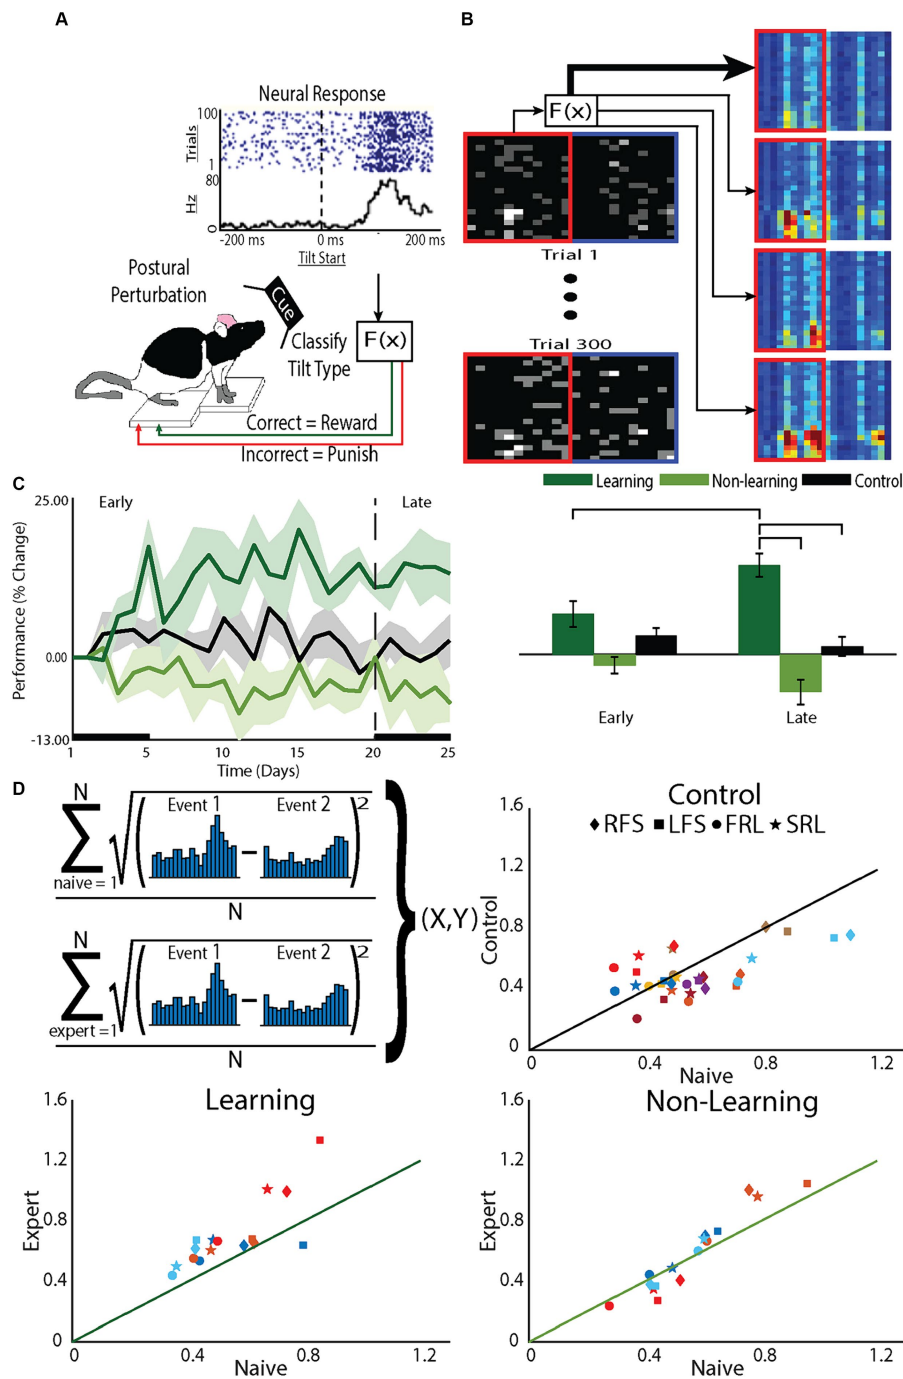 A
Neural Response
100
Trials
1
80
Hz
0
-200 ms
0 ms
200 ms
Tilt Start
Postural
Perturbation
Cue
Classify
Tilt Type
F(x)
Correct = Reward
Incorrect = Punish
B
F(x)
Trial 1
Trial 300
C
25.00
Early
Late
Performance (% Change)
0.00
-13.00
1
5
10
15
20
25
Time (Days)
Learning
Non-learning
Control
Early
Late
D
N
∑
naive = 1
√
(
Event 1
−
Event 2
)
2
N
N
∑
expert =1
√
(
Event 1
−
Event 2
)
2
N
}
(X,Y)
Control
RFS
LFS
FRL
SRL
1.6
1.2
0.8
0.4
0
Control
0
0.4
0.8
1.2
Naive
Learning
1.6
1.2
0.8
0.4
0
Expert
0
0.4
0.8
1.2
Naive
Non-Learning
1.6
1.2
0.8
0.4
0
Expert
0
0.4
0.8
1.2
Naive